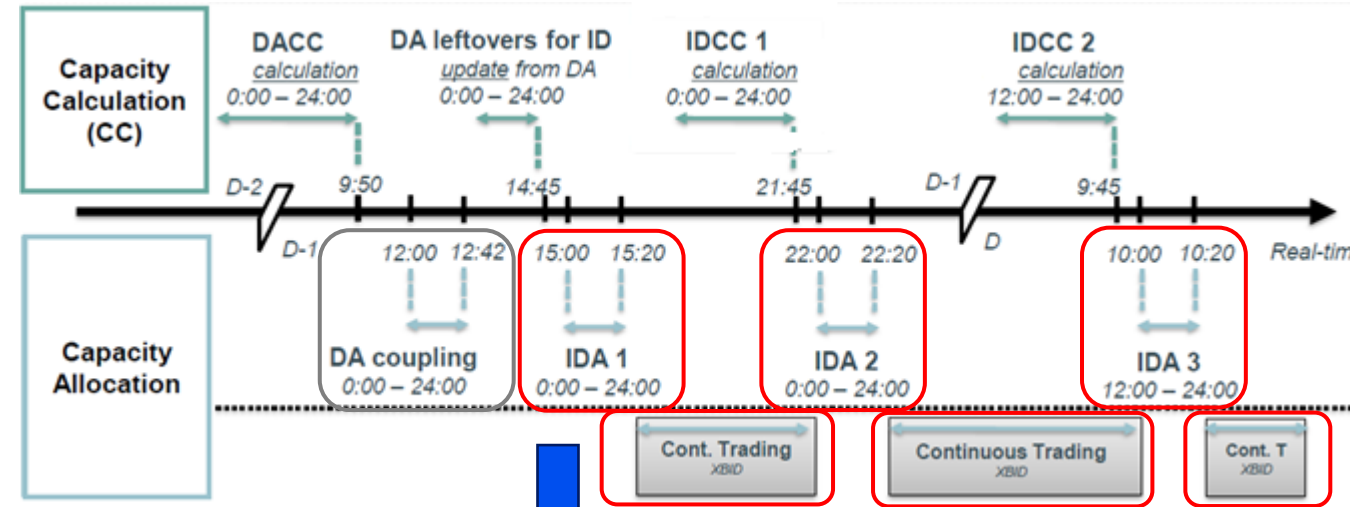 Capacity
Calculation
(CC)
DACC
calculation
0:00 – 24:00
DA leftovers for ID
update from DA
0:00 – 24:00
IDCC 1
calculation
0:00 – 24:00
IDCC 2
calculation
12:00 – 24:00
D-2
9:50
14:45
21:45
D-1
9:45
D-1
12:00 12:42
15:00 15:20
22:00 22:20
D
10:00 10:20
Real-tim
Capacity
Allocation
DA coupling
0:00 – 24:00
IDA 1
0:00 – 24:00
IDA 2
0:00 – 24:00
IDA 3
12:00 – 24:00
Cont. Trading
XBID
Continuous Trading
XBID
Cont. T
XBID